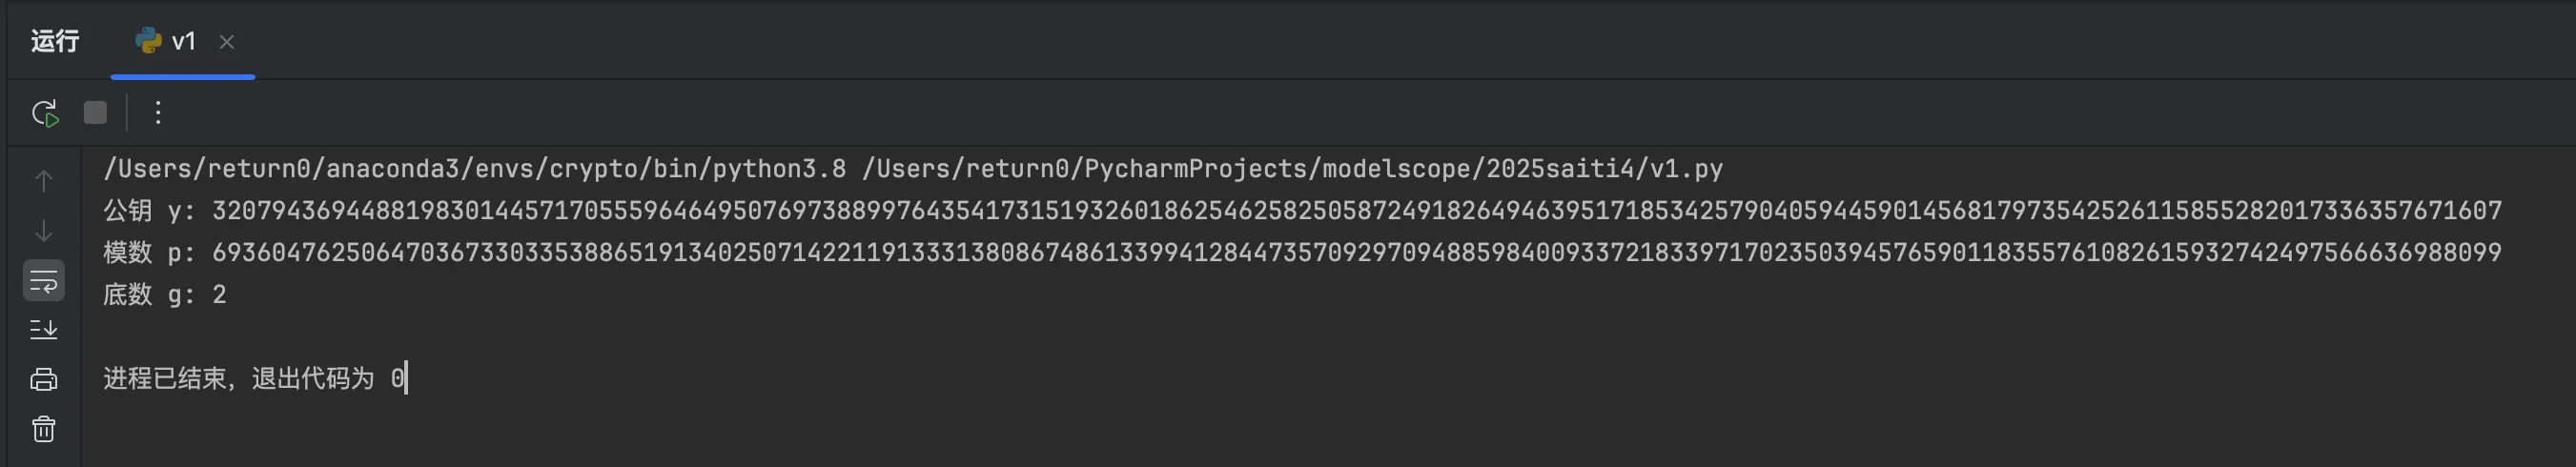 运行 v1
/Users/return0/anaconda3/envs/crypto/bin/python3.8 /Users/return0/PycharmProjects/modelscope/2025saiti4/v1.py
公钥 y: 3207943694488198301445717055596464950769738899764354173151932601862546258250587249182649463951718534257904059445901456817973542526115855282017336357671607
模数 p: 6936047625064703673303353886519134025071422119133313808674861339941284473570929709488598400933721833971702350394576590118355761082615932742497566636988099
底数 g: 2
进程已结束，退出代码为 0